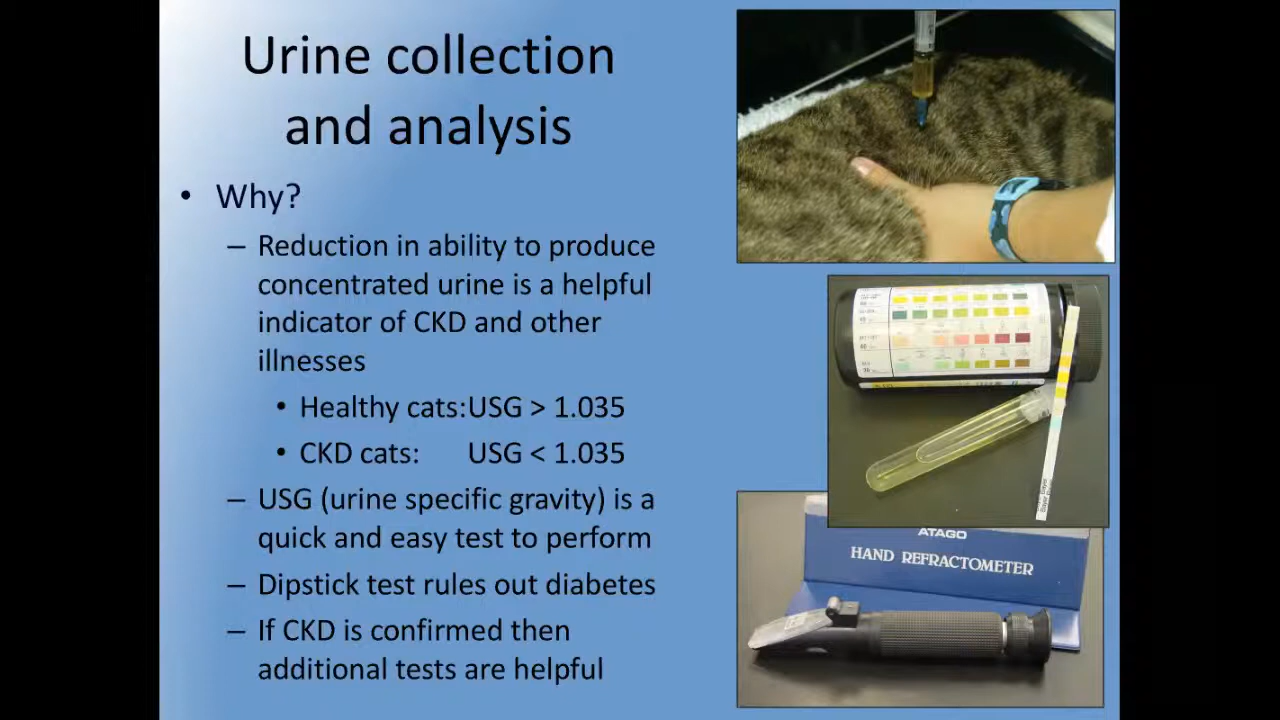 Urine collection
and analysis
• Why?
– Reduction in ability to produce
concentrated urine is a helpful
indicator of CKD and other
illnesses
• Healthy cats: USG > 1.035
• CKD cats: USG < 1.035
– USG (urine specific gravity) is a
quick and easy test to perform
– Dipstick test rules out diabetes
– If CKD is confirmed then
additional tests are helpful
ATAGO
HAND REFRACTOMETER